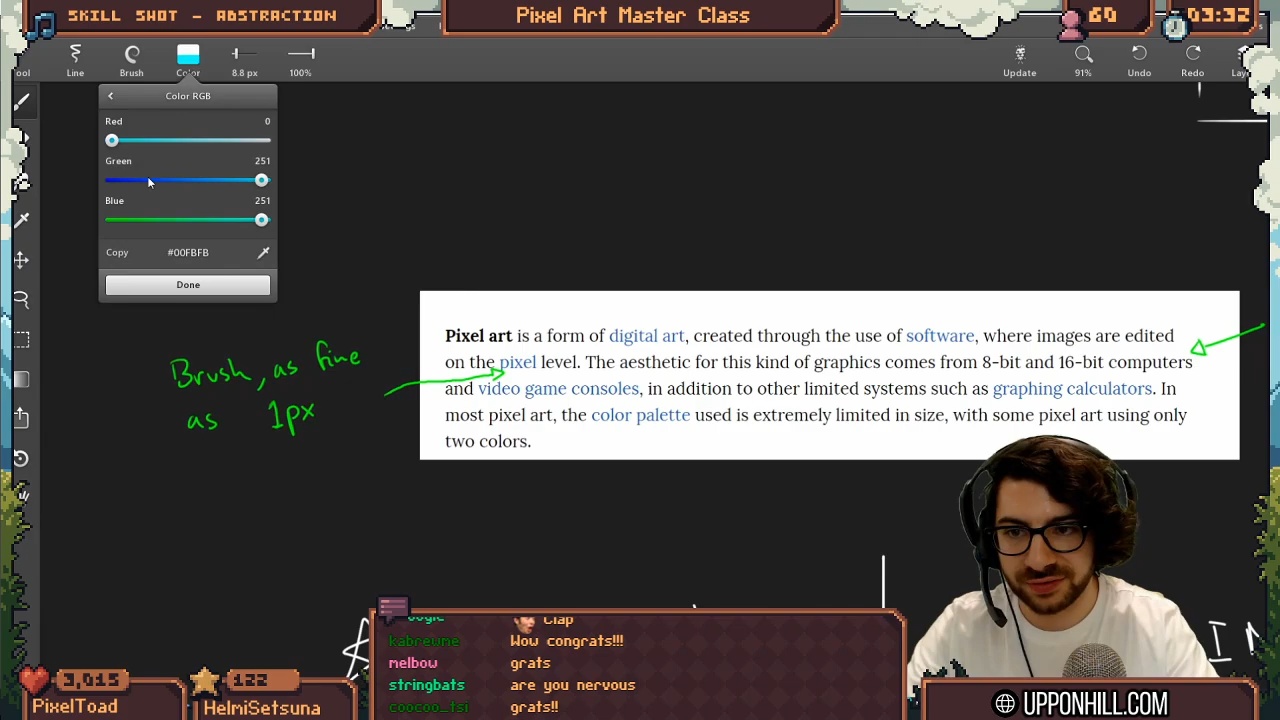 SKILL SHOT - ABSTRACTION
Pixel Art Master Class
60
03:32
Line
Brush
Color
8.8 px
100%
Update
91%
Undo
Redo
Color RGB
Red 0
Green 251
Blue 251
Copy #00FBFB
Done
Brush, as fine
as 1px
Pixel art is a form of digital art, created through the use of software, where images are edited
on the pixel level. The aesthetic for this kind of graphics comes from 8-bit and 16-bit computers
and video game consoles, in addition to other limited systems such as graphing calculators. In
most pixel art, the color palette used is extremely limited in size, with some pixel art using only
two colors.
Clap
kabrewme Wow congrats!!!
melbow grats
stringbats are you nervous
coocoo_tsi grats!!
3,015
PixelToad
122
HelmiSetsuna
UPPONHILL.COM